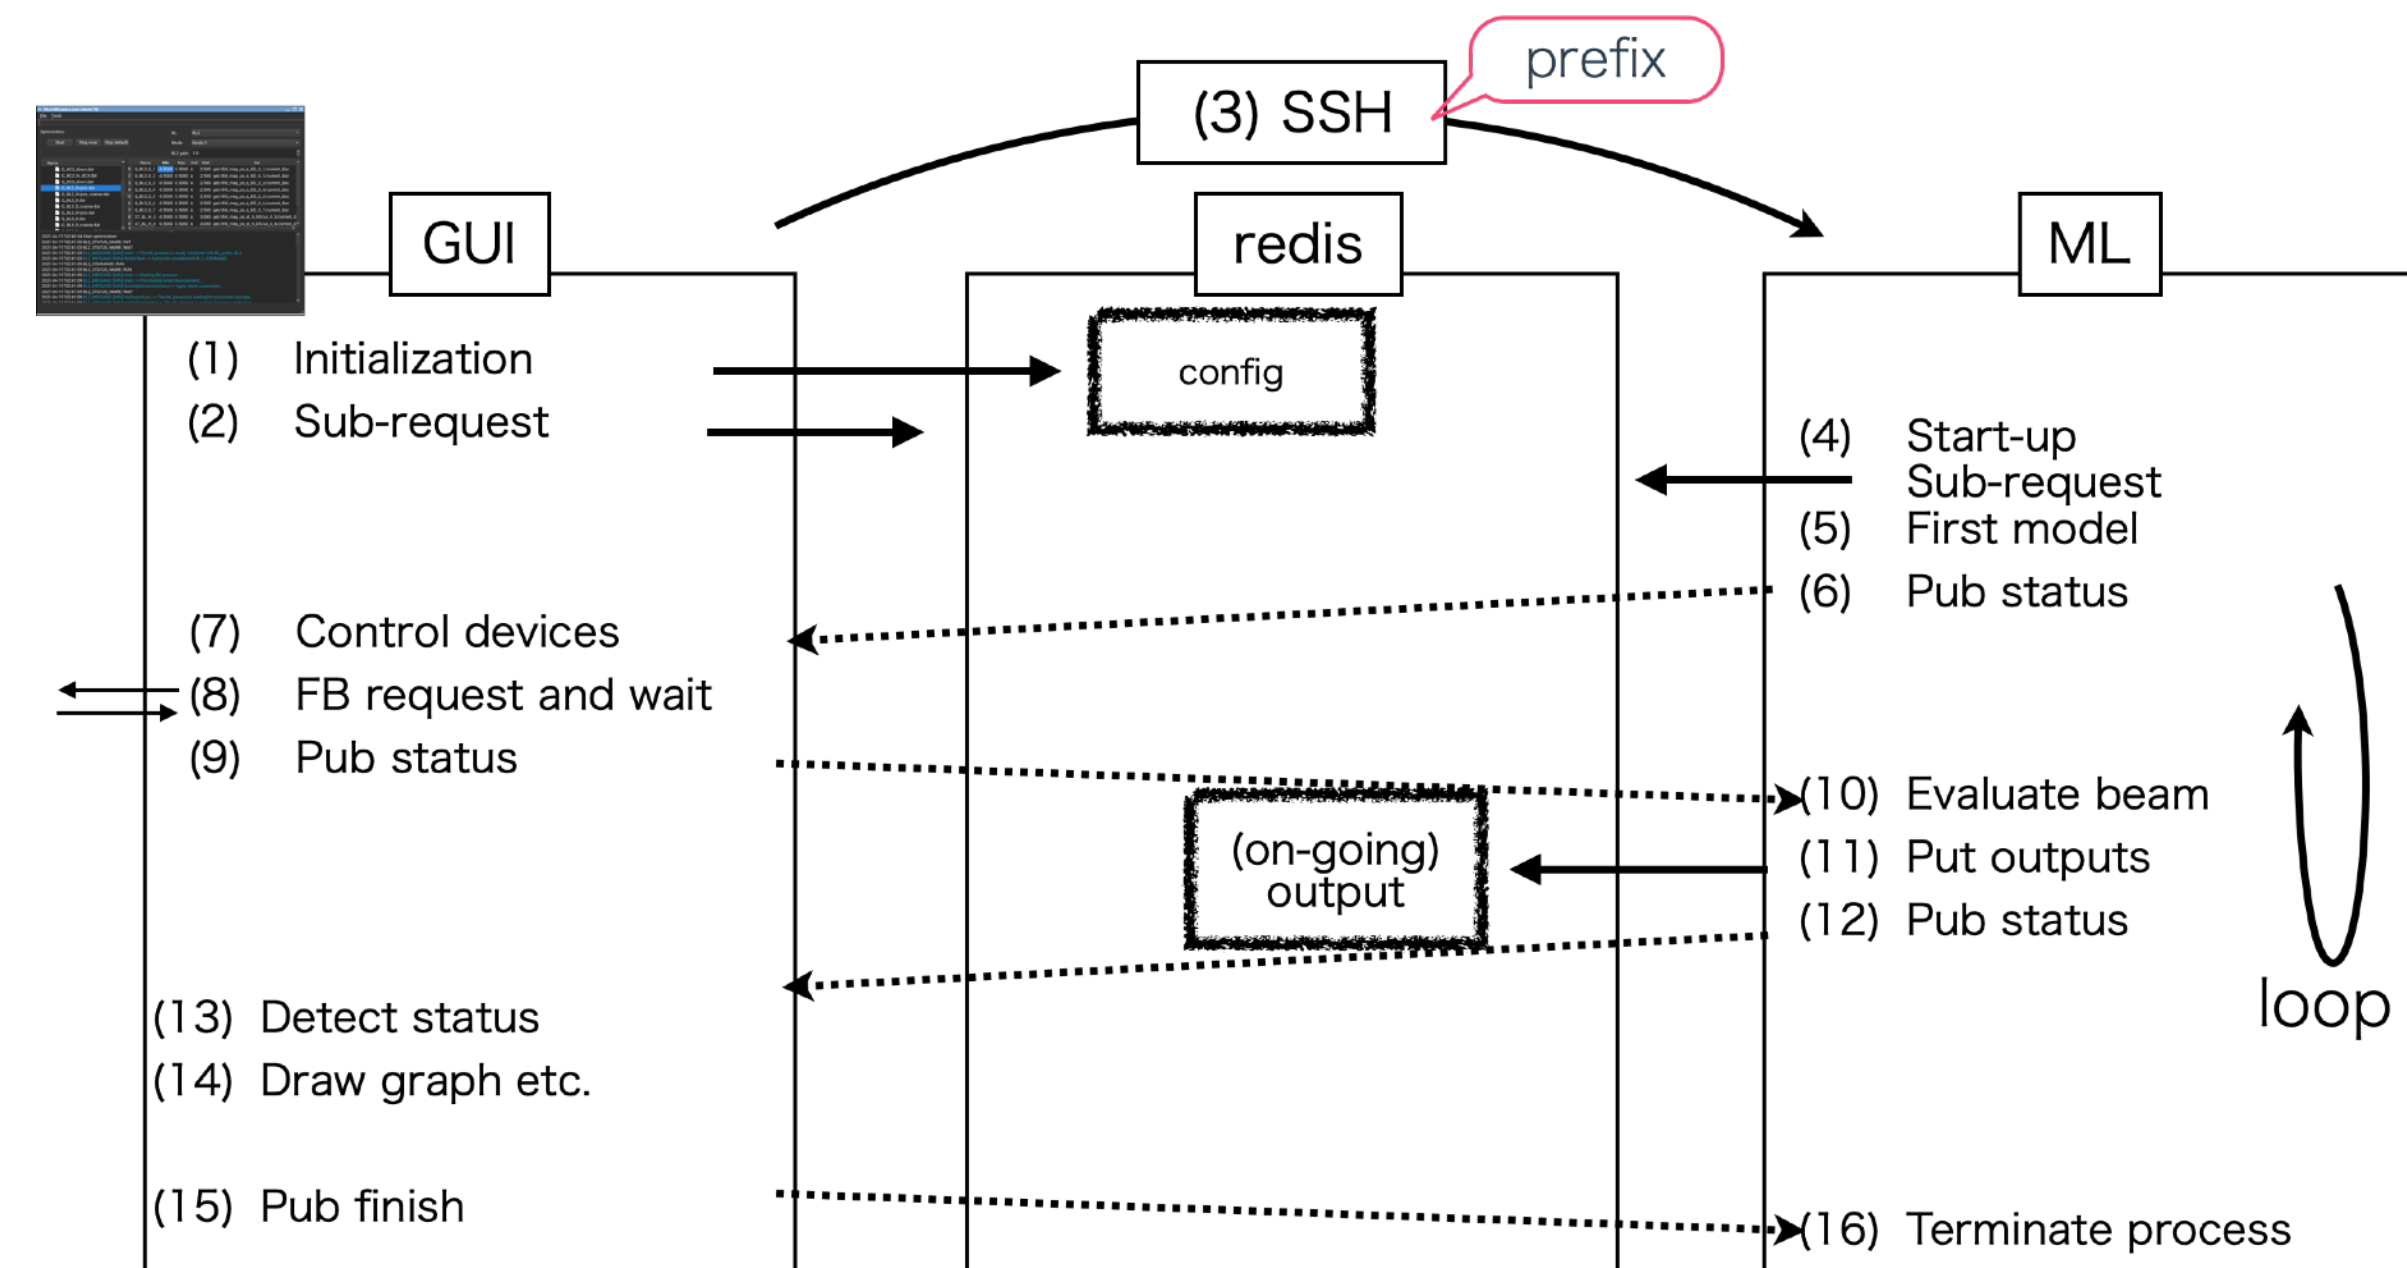 prefix
(3) SSH
GUI
redis
ML
(1) Initialization
config
(2) Sub-request
(4) Start-up
Sub-request
(5) First model
(6) Pub status
(7) Control devices
(8) FB request and wait
(9) Pub status
(10) Evaluate beam
(on-going)
output
(11) Put outputs
(12) Pub status
loop
(13) Detect status
(14) Draw graph etc.
(15) Pub finish
(16) Terminate process